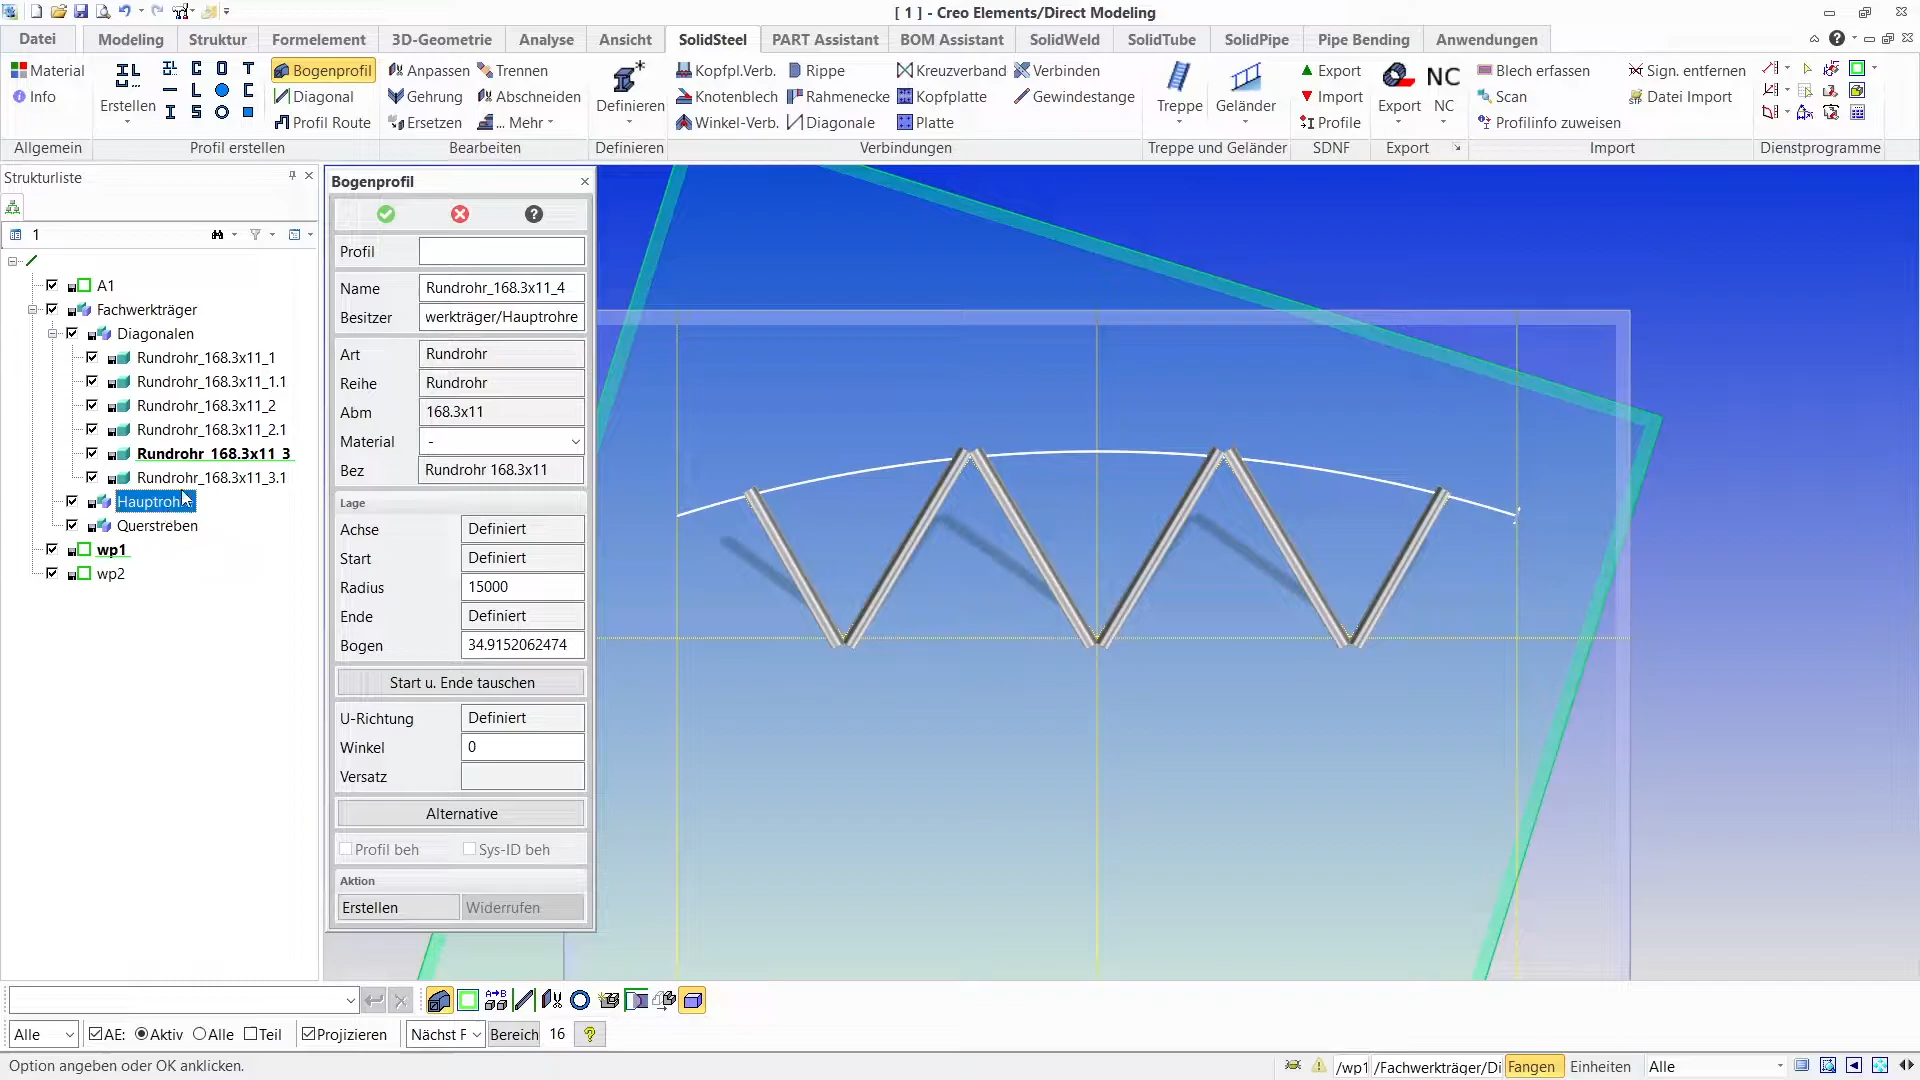 [ 1 ] - Creo Elements/Direct Modeling
Datei Modeling Struktur Formelement 3D-Geometrie Analyse Ansicht SolidSteel PART Assistant BOM Assistant SolidWeld SolidTube SolidPipe Pipe Bending Anwendungen
Material
Info
Allgemein
Erstellen
Bogenprofil
Diagonal
Profil Route
Profil erstellen
Anpassen Trennen
Gehrung Abschneiden
Ersetzen ... Mehr
Bearbeiten
Definieren
Definieren
Kopfpl.Verb. Rippe Kreuzverband Verbinden
Knotenblech Rahmenecke Kopfplatte Gewindestange
Winkel-Verb. Diagonale Platte
Verbindungen
Treppe Geländer
Treppe und Geländer
Export
Import
Profile
SDNF
Export NC
NC
Export
Blech erfassen Sign. entfernen
Scan Datei Import
Profilinfo zuweisen
Import
Dienstprogramme
Strukturliste
1
A1
Fachwerkträger
Diagonalen
Rundrohr_168.3x11_1
Rundrohr_168.3x11_1.1
Rundrohr_168.3x11_2
Rundrohr_168.3x11_2.1
Rundrohr_168.3x11_3
Rundrohr_168.3x11_3.1
Querstreben
wp1
wp2
Bogenprofil
Profil
Name Rundrohr_168.3x11_4
Besitzer werkträger/Hauptrohre
Art Rundrohr
Reihe Rundrohr
Abm 168.3x11
Material -
Bez Rundrohr 168.3x11
Lage
Achse Definiert
Start Definiert
Radius 15000
Ende Definiert
Bogen 34.9152062474
Start u. Ende tauschen
U-Richtung Definiert
Winkel 0
Versatz
Alternative
Profil beh Sys-ID beh
Aktion
Erstellen Widerrufen
Alle AE: Aktiv Alle Teil Projizieren Nächst F Bereich 16
Option angeben oder OK anklicken.
/wp1 /Fachwerkträger/Di Fangen Einheiten Alle